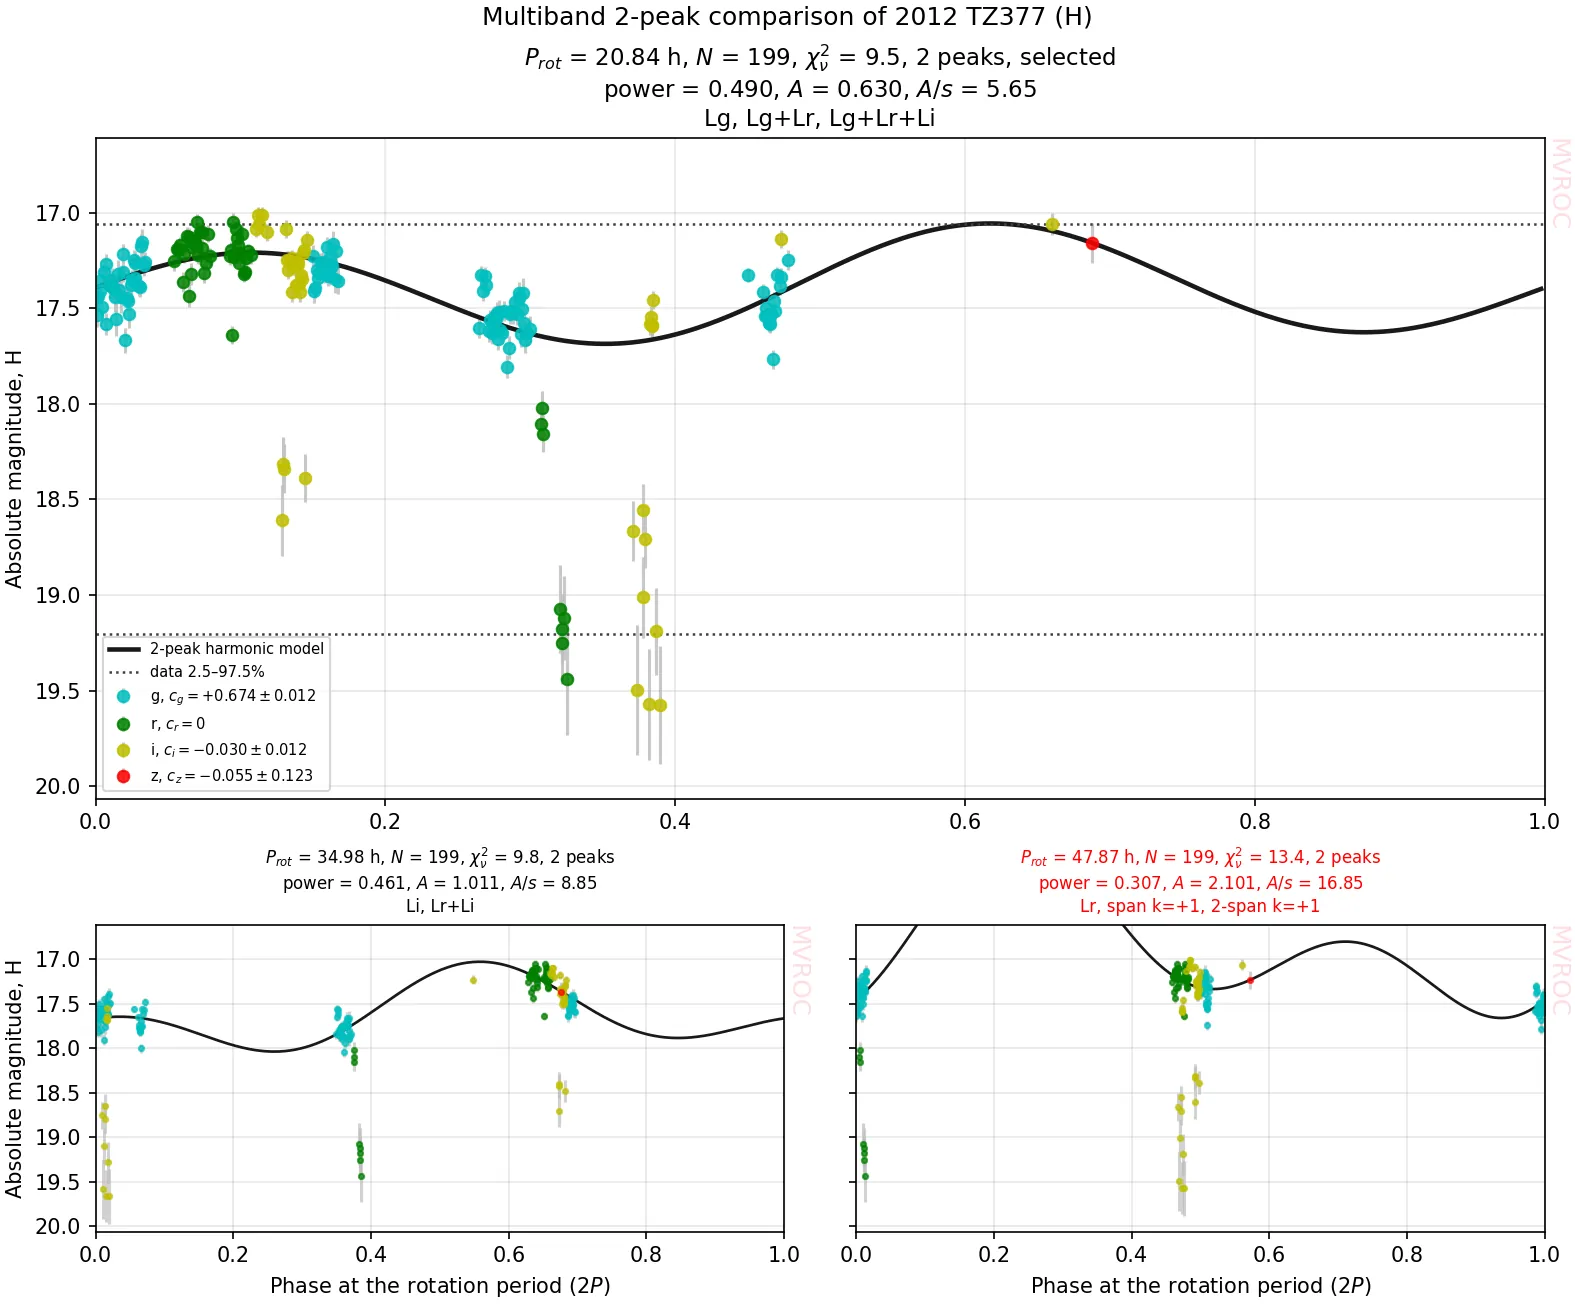 Multiband 2-peak comparison of 2012 TZ377 (H)
P_rot = 20.84 h, N = 199, χ²_ν = 9.5, 2 peaks, selected
power = 0.490, A = 0.630, A/s = 5.65
Lg, Lg+Lr, Lg+Lr+Li
MVROC
Absolute magnitude, H
17.0
17.5
18.0
18.5
19.0
19.5
20.0
2-peak harmonic model
data 2.5–97.5%
g, c_g = +0.674 ± 0.012
r, c_r = 0
i, c_i = −0.030 ± 0.012
z, c_z = −0.055 ± 0.123
0.0 0.2 0.4 0.6 0.8 1.0
P_rot = 34.98 h, N = 199, χ²_ν = 9.8, 2 peaks
power = 0.461, A = 1.011, A/s = 8.85
Li, Lr+Li
MVROC
Absolute magnitude, H
17.0
17.5
18.0
18.5
19.0
19.5
20.0
0.0 0.2 0.4 0.6 0.8 1.0
Phase at the rotation period (2P)
P_rot = 47.87 h, N = 199, χ²_ν = 13.4, 2 peaks
power = 0.307, A = 2.101, A/s = 16.85
Lr, span k=+1, 2-span k=+1
MVROC
0.0 0.2 0.4 0.6 0.8 1.0
Phase at the rotation period (2P)